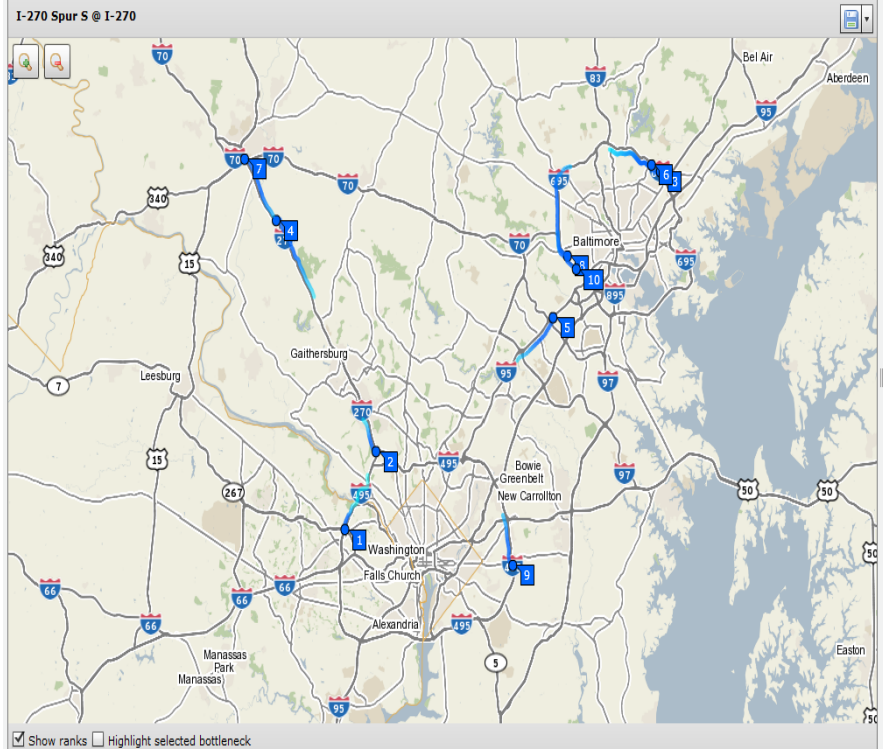 I-270 Spur S @ I-270
70
83
Bel Air
Aberdeen
95
70
70
7
70
6
3
695
340
15
340
4
70
Baltimore
695
8
10
895
5
Gaithersburg
Leesburg
7
95
97
270
15
2
495
Bowie
Greenbelt
New Carrollton
97
267
495
50
50
1
Washington
50
Falls Church
9
66
66
66
66
Alexandria
495
5
Manassas
Park
Manassas
Easton
95
50
Show ranks
Highlight selected bottleneck